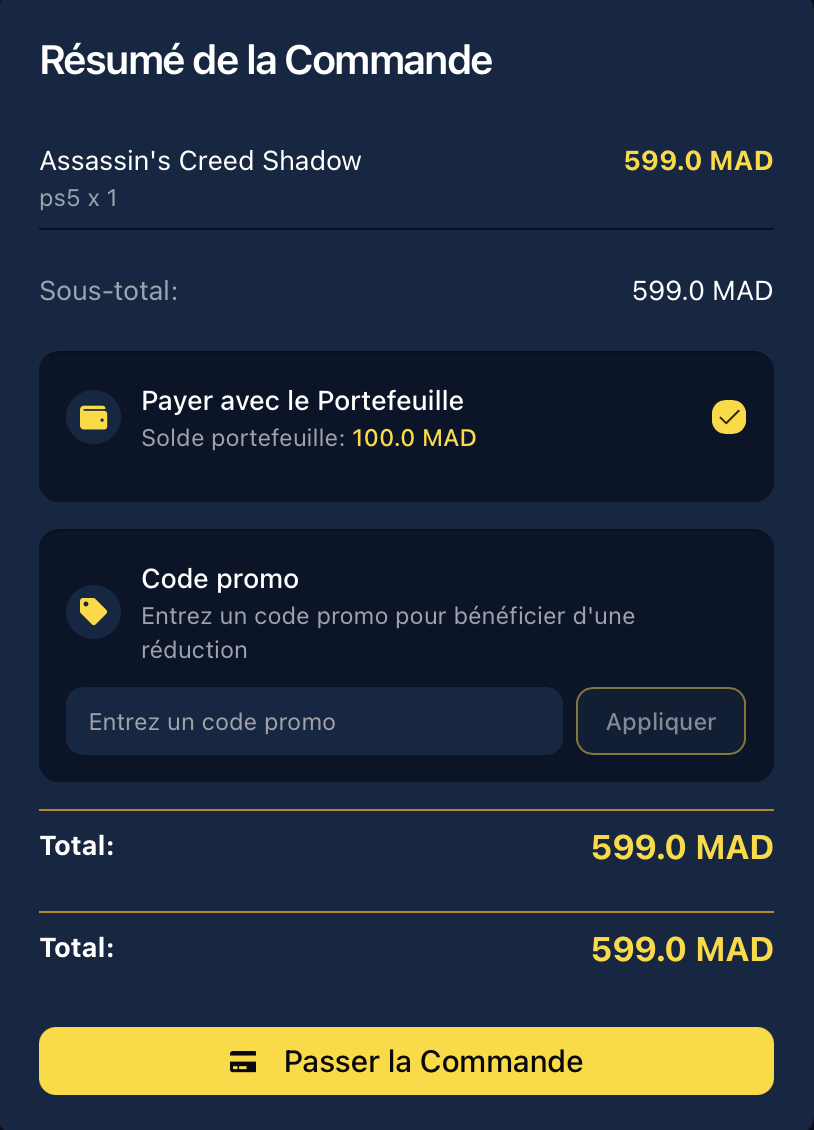 Résumé de la Commande
Assassin's Creed Shadow 599.0 MAD
ps5 x 1
Sous-total: 599.0 MAD
Payer avec le Portefeuille
Solde portefeuille: 100.0 MAD
Code promo
Entrez un code promo pour bénéficier d'une
réduction
Entrez un code promo Appliquer
Total: 599.0 MAD
Total: 599.0 MAD
Passer la Commande